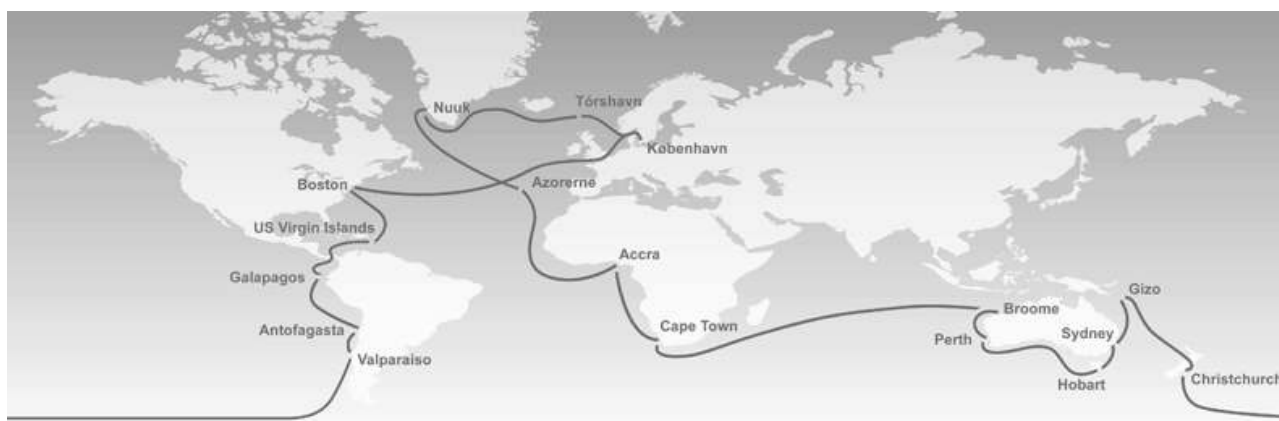 Nuuk
Tórshavn
København
Boston
Azorerne
US Virgin Islands
Accra
Galapagos
Gizo
Broome
Antofagasta
Cape Town
Perth
Sydney
Valparaiso
Hobart
Christchurch